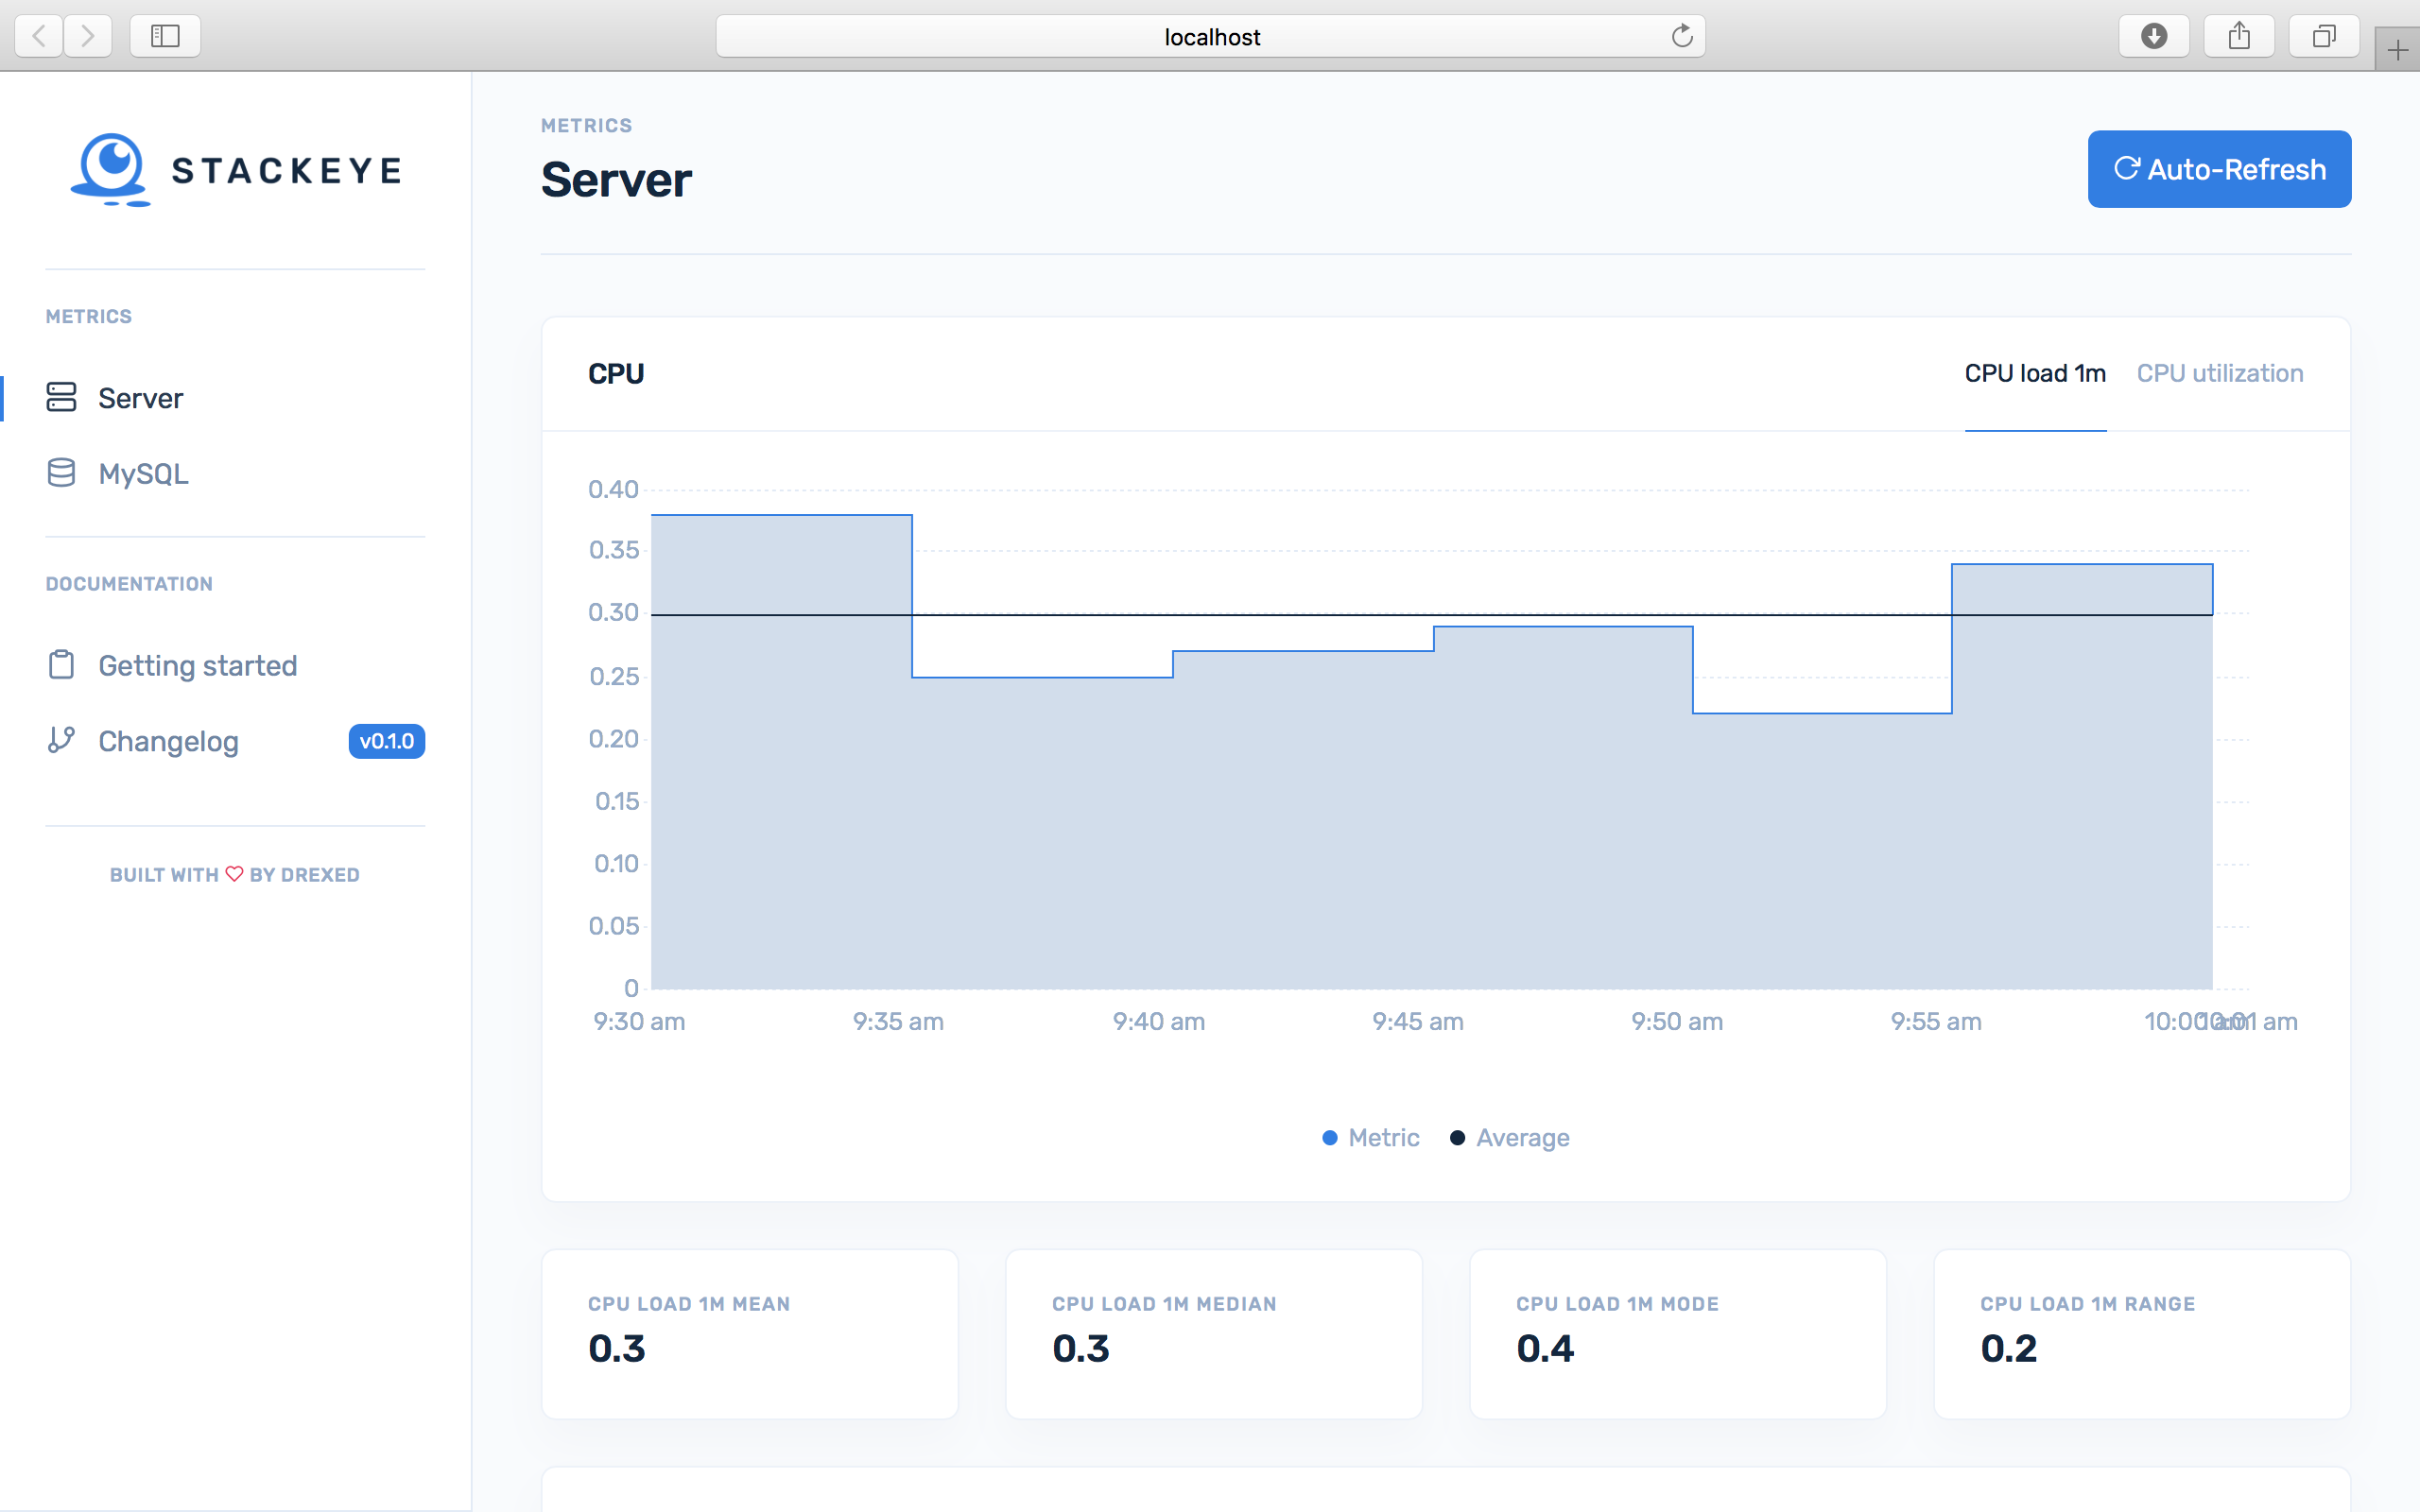 localhost
STACKEYE
METRICS
Server
MySQL
DOCUMENTATION
Getting started
Changelog v0.1.0
BUILT WITH BY DREXED
METRICS
Server
Auto-Refresh
CPU
CPU load 1m CPU utilization
0.40
0.35
0.30
0.25
0.20
0.15
0.10
0.05
0
9:30 am 9:35 am 9:40 am 9:45 am 9:50 am 9:55 am 10:00 am 10:01 am
Metric Average
CPU LOAD 1M MEAN
0.3
CPU LOAD 1M MEDIAN
0.3
CPU LOAD 1M MODE
0.4
CPU LOAD 1M RANGE
0.2